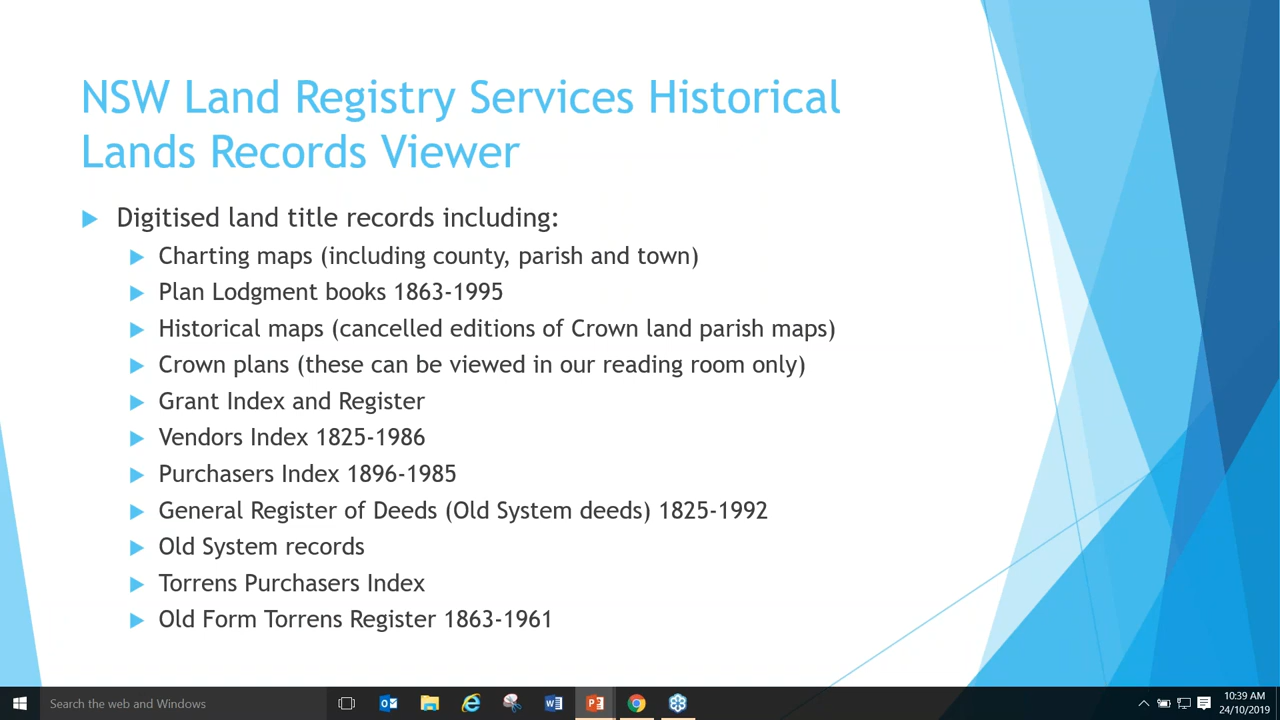 NSW Land Registry Services Historical
Lands Records Viewer
Digitised land title records including:
Charting maps (including county, parish and town)
Plan Lodgment books 1863-1995
Historical maps (cancelled editions of Crown land parish maps)
Crown plans (these can be viewed in our reading room only)
Grant Index and Register
Vendors Index 1825-1986
Purchasers Index 1896-1985
General Register of Deeds (Old System deeds) 1825-1992
Old System records
Torrens Purchasers Index
Old Form Torrens Register 1863-1961
Search the web and Windows
10:39 AM
24/10/2019